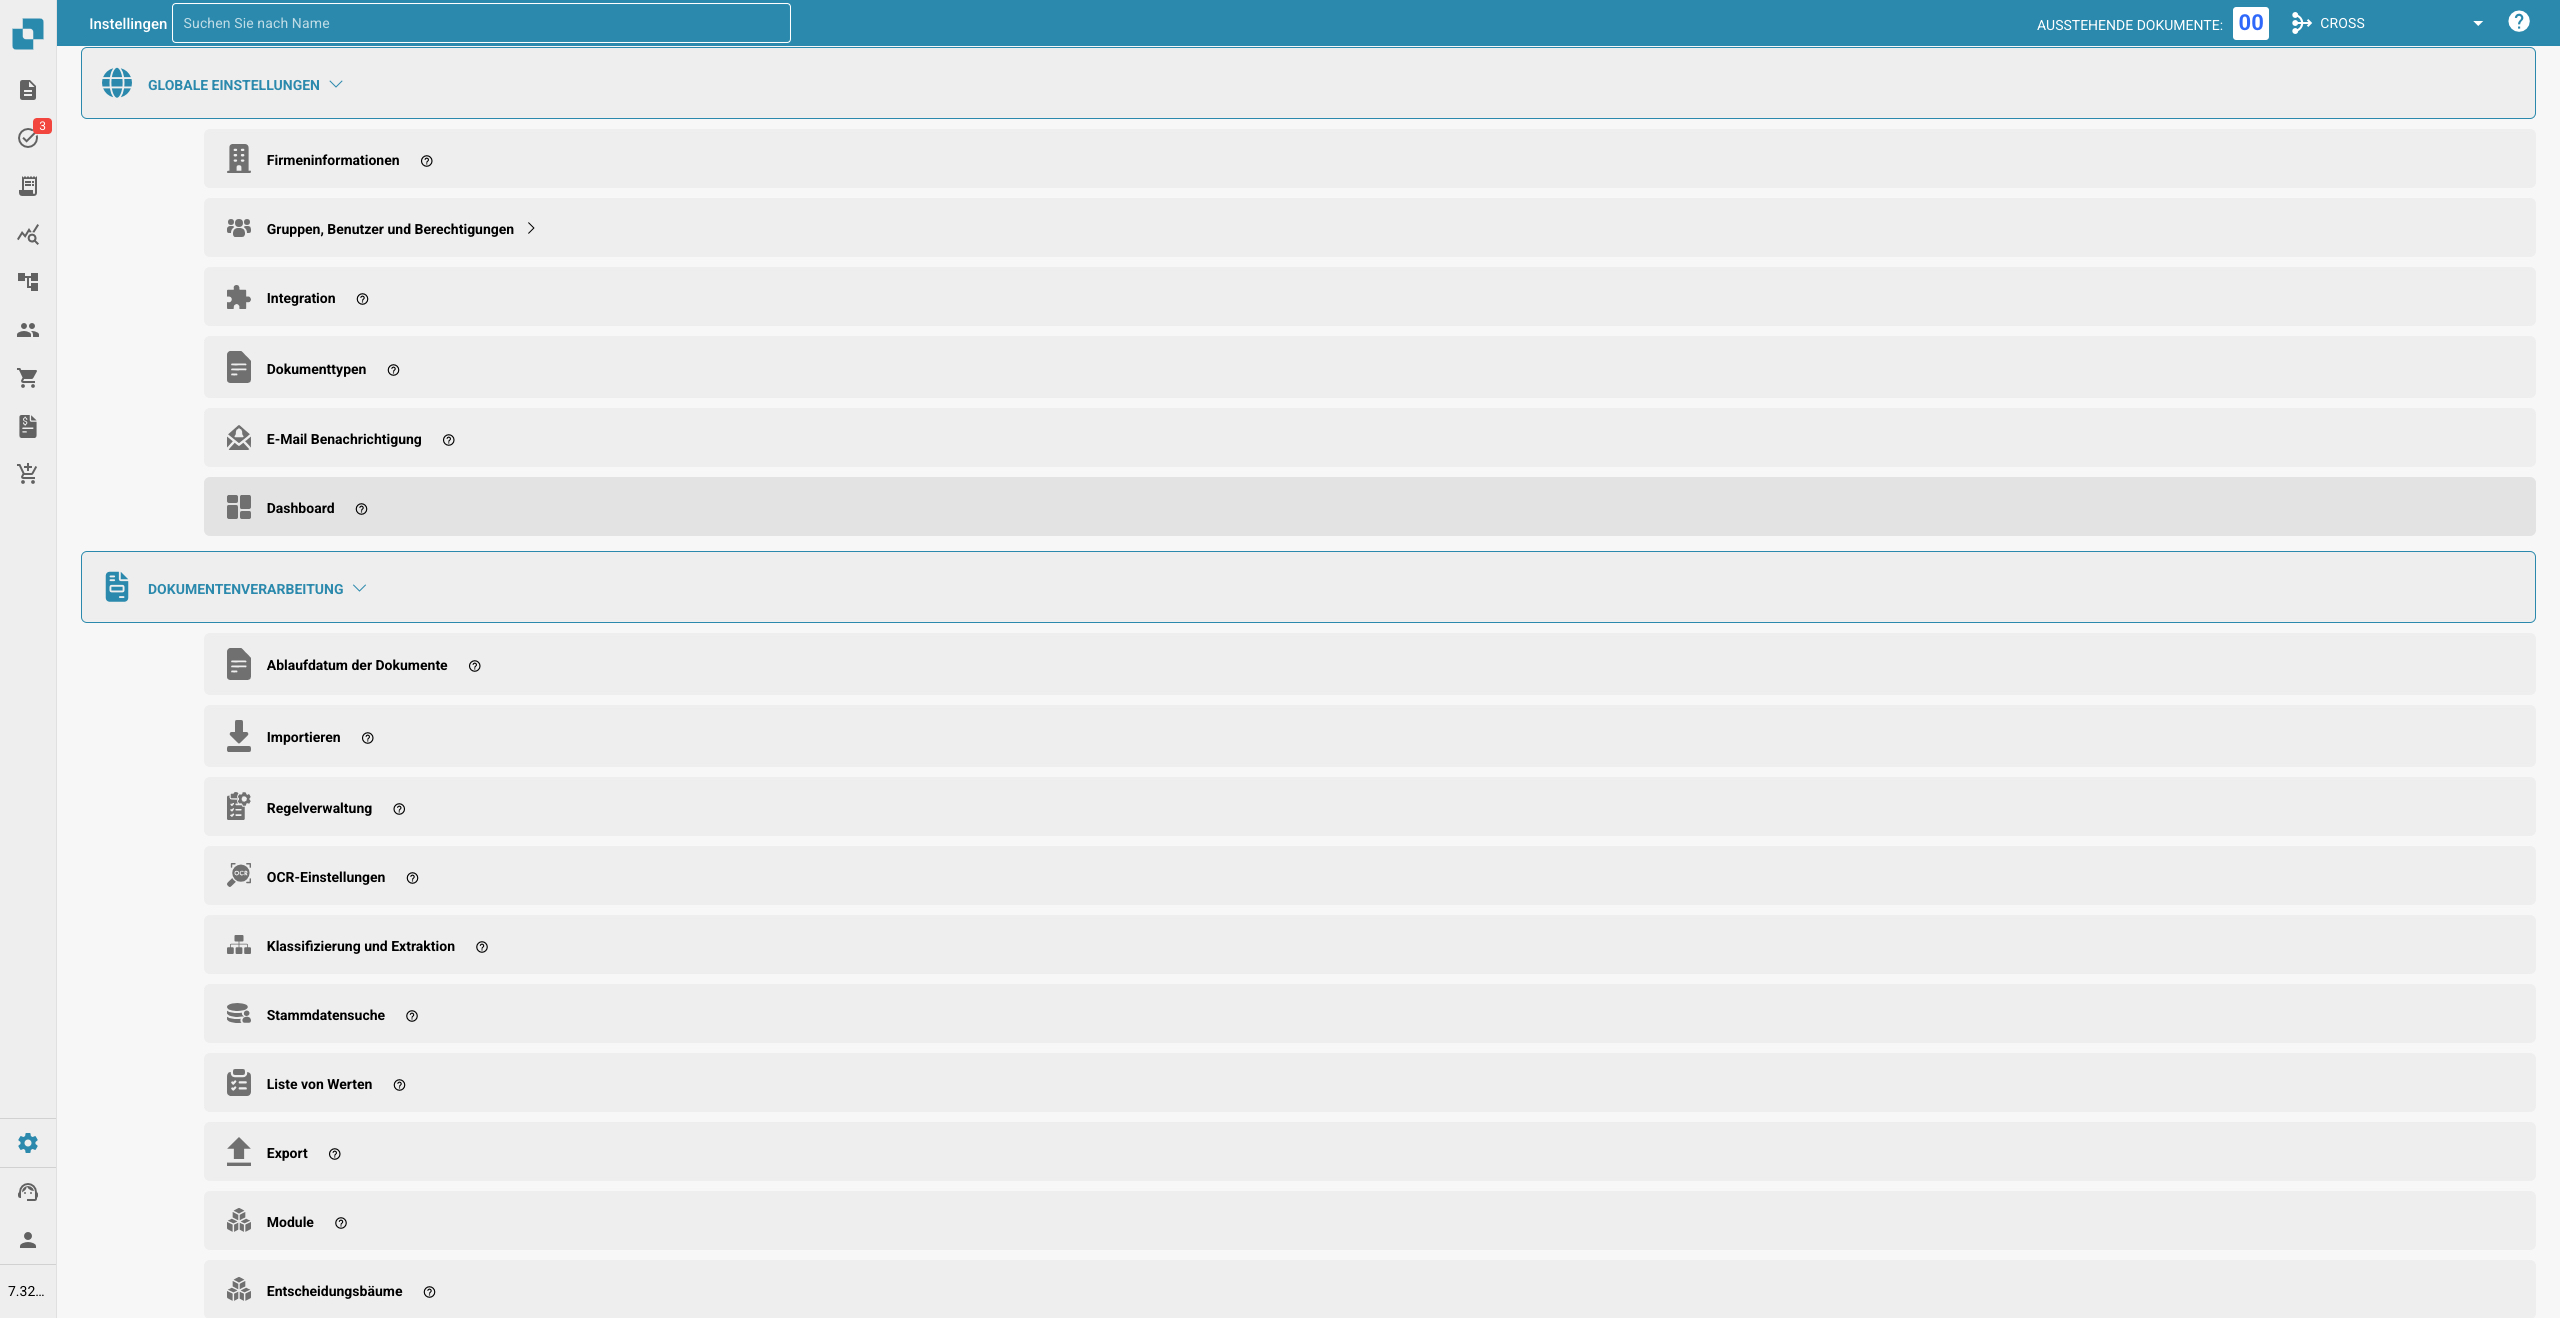 Instellingen
Suchen Sie nach Name
AUSSTEHENDE DOKUMENTE: 00
CROSS
3
GLOBALE EINSTELLUNGEN
Firmeninformationen
Gruppen, Benutzer und Berechtigungen
Integration
Dokumenttypen
E-Mail Benachrichtigung
Dashboard
DOKUMENTENVERARBEITUNG
Ablaufdatum der Dokumente
Importieren
Regelverwaltung
OCR
OCR-Einstellungen
Klassifizierung und Extraktion
Stammdatensuche
Liste von Werten
Export
Module
Entscheidungsbäume
7.32...